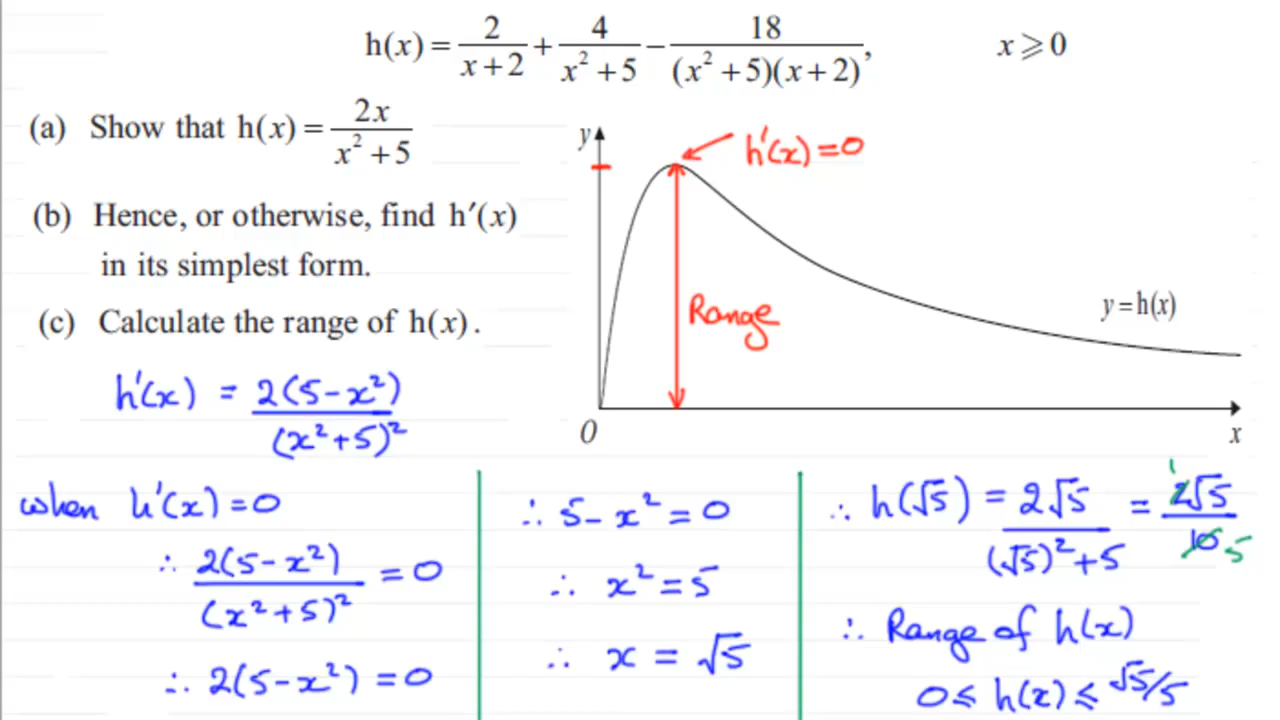 h(x) = 2/(x+2) + 4/(x²+5) − 18/((x²+5)(x+2)), x ⩾ 0
(a) Show that h(x) = 2x/(x²+5)
(b) Hence, or otherwise, find h′(x)
in its simplest form.
(c) Calculate the range of h(x).
y
h'(x) = 0
Range
y = h(x)
O
x
h'(x) = 2(5-x²)/(x²+5)²
when h'(x) = 0
∴ 2(5-x²)/(x²+5)² = 0
∴ 2(5-x²) = 0
∴ 5-x² = 0
∴ x² = 5
∴ x = √5
∴ h(√5) = 2√5/((√5)²+5) = 2√5/10 1 5
∴ Range of h(x)
0 ≤ h(x) ≤ √5/5